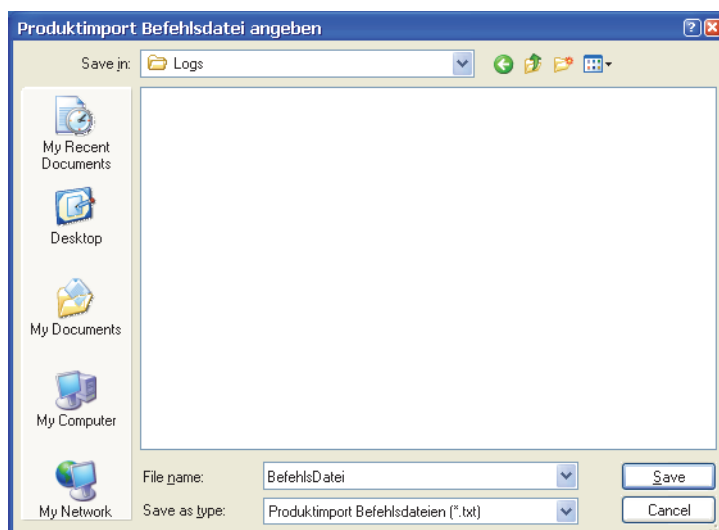 Produktimport Befehlsdatei angeben
Save in:
Logs
My Recent
Documents
Desktop
My Documents
My Computer
My Network
File name:
BefehlsDatei
Save
Save as type:
Produktimport Befehlsdateien (*.txt)
Cancel